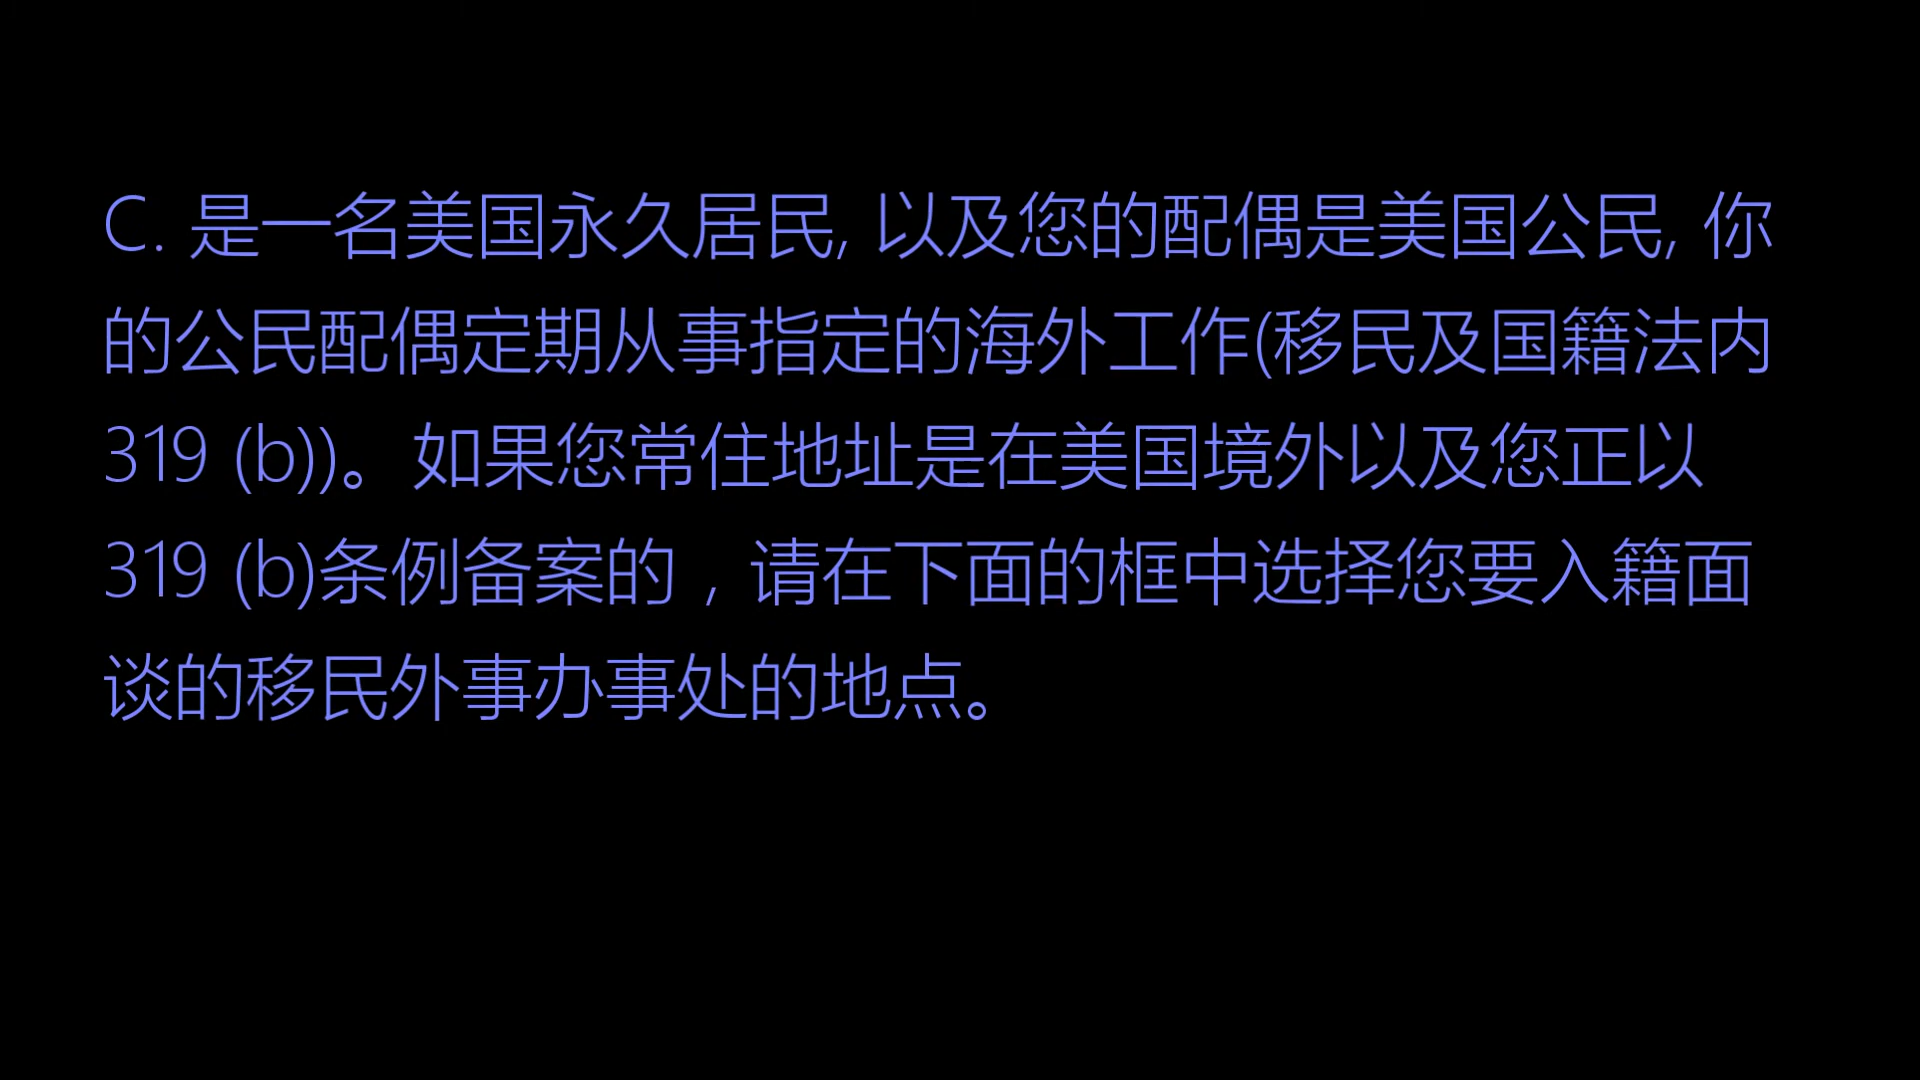 C. 是一名美国永久居民, 以及您的配偶是美国公民, 你
的公民配偶定期从事指定的海外工作(移民及国籍法内
319 (b))。 如果您常住地址是在美国境外以及您正以
319 (b)条例备案的，请在下面的框中选择您要入籍面
谈的移民外事办事处的地点。